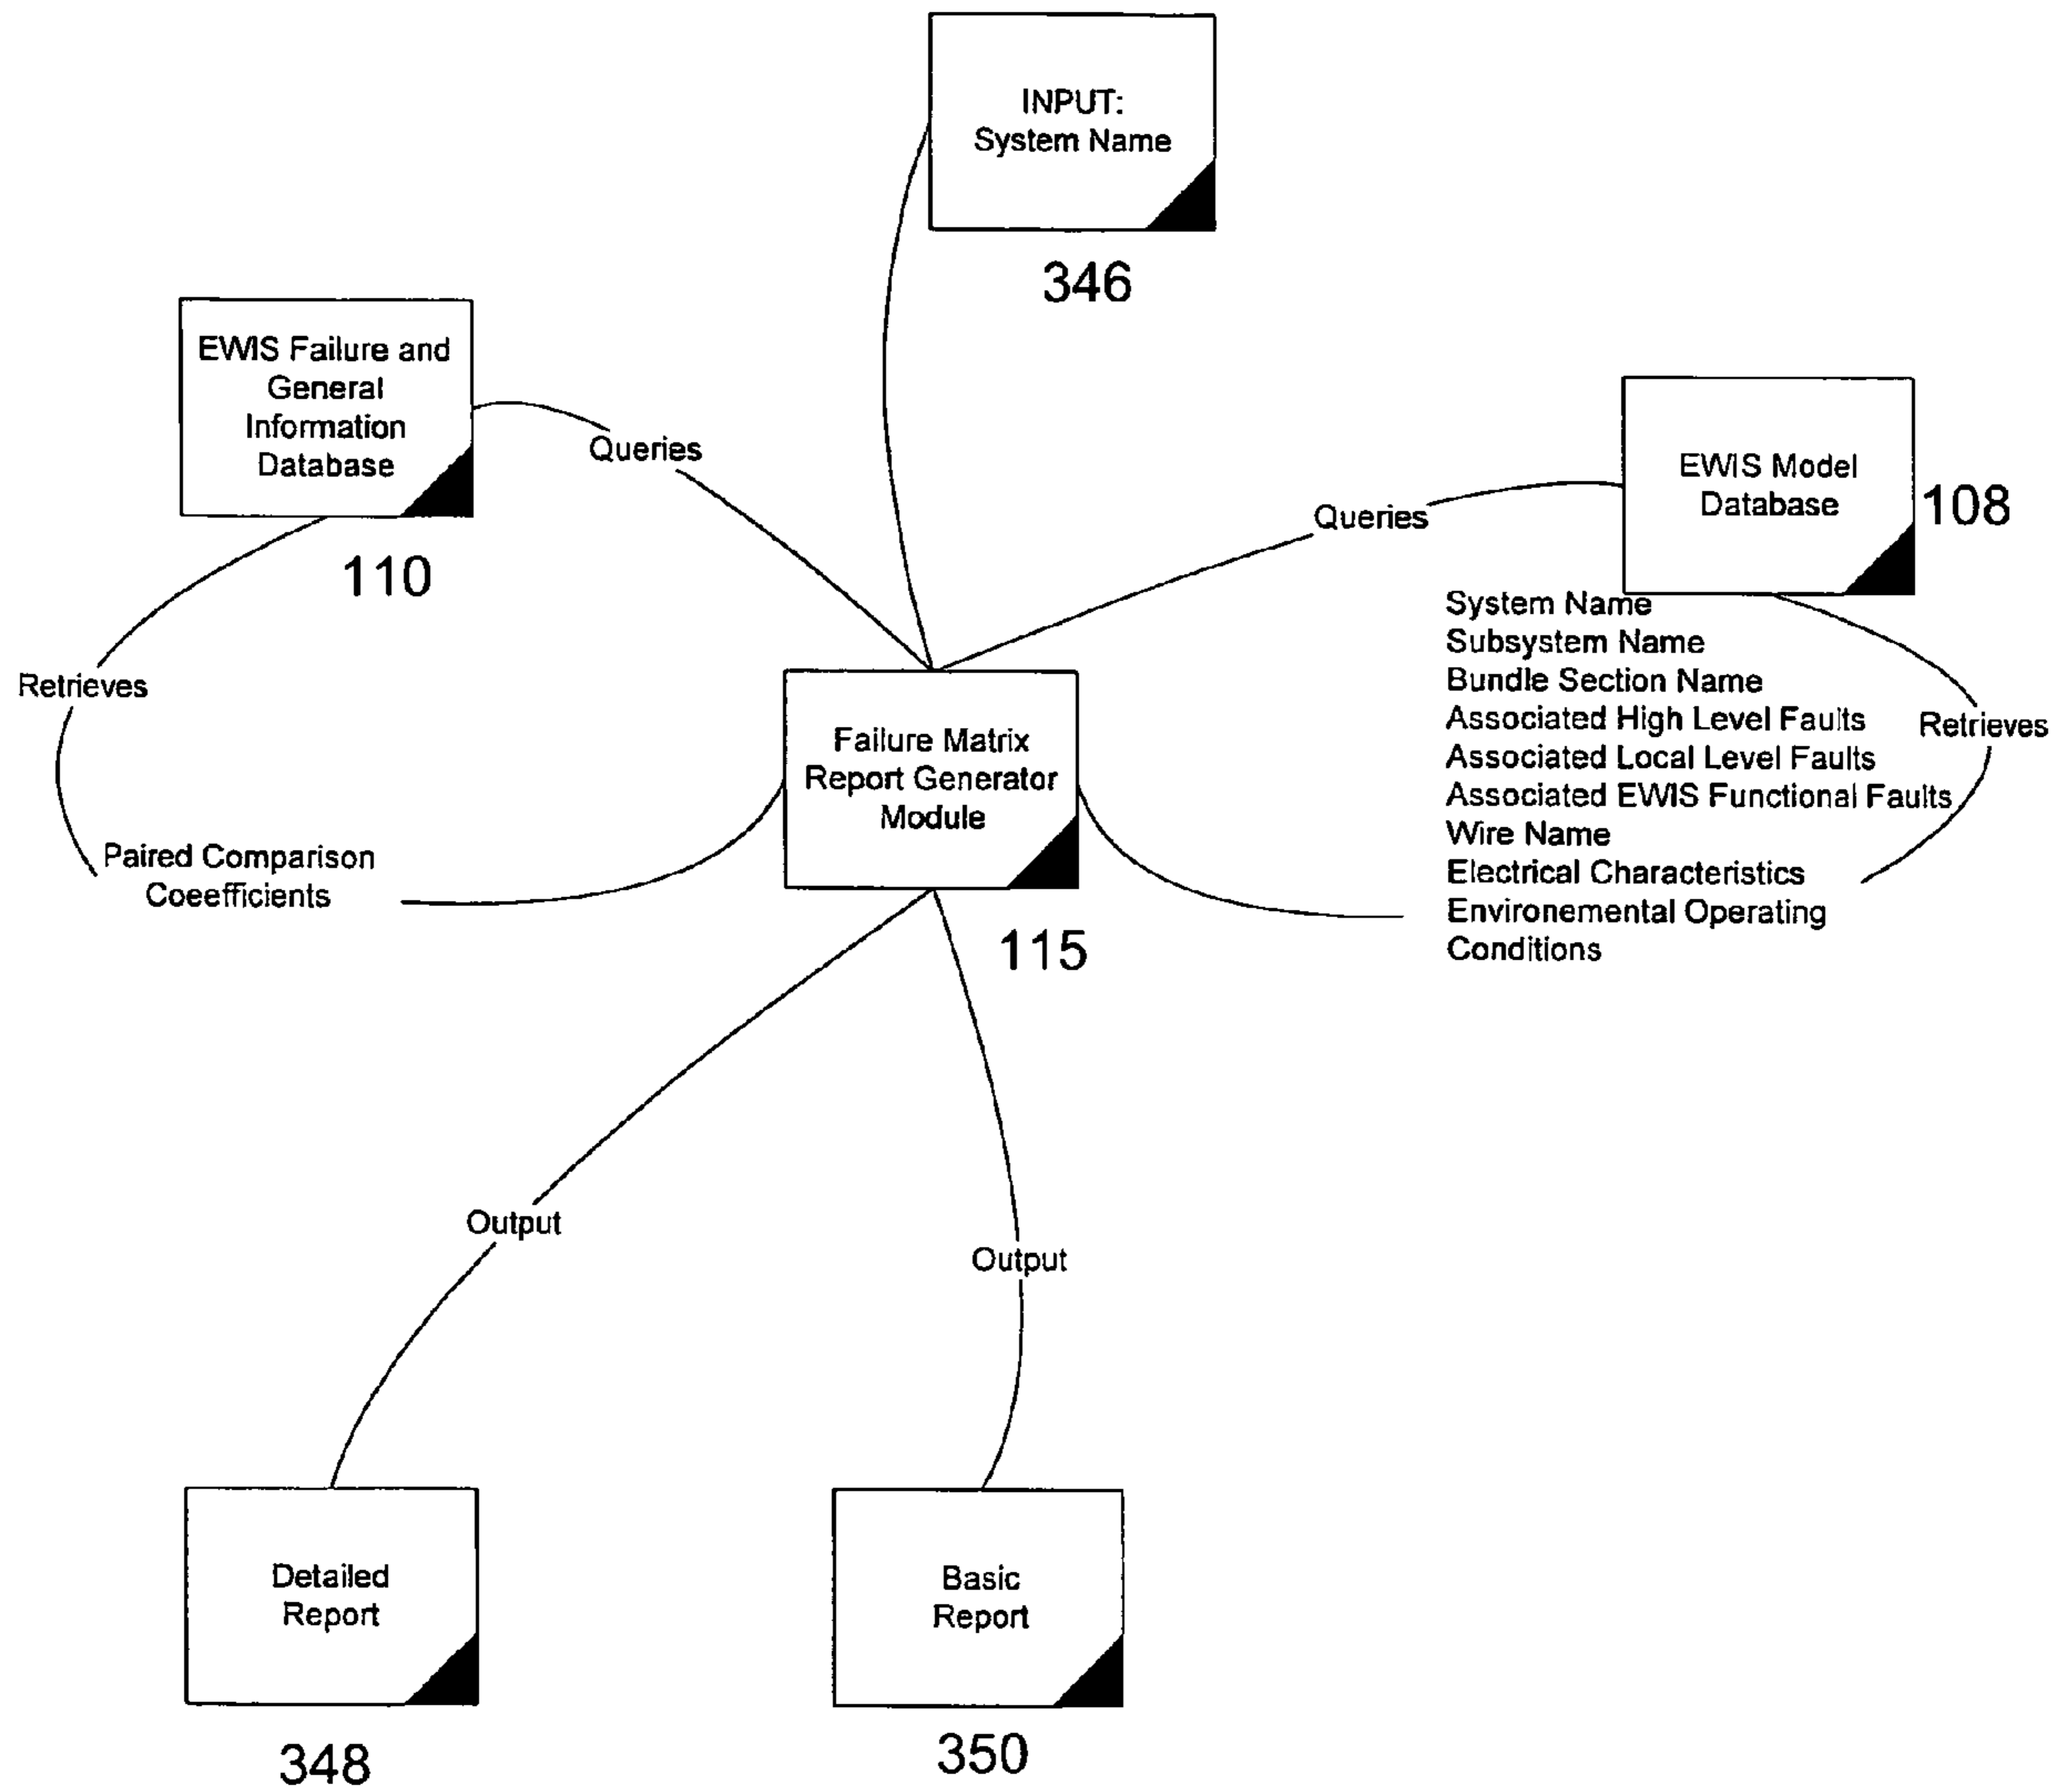 INPUT:
System Name
346
EWIS Failure and
General
Information
Database
110
Queries
Queries
EWIS Model
Database
108
Retrieves
Paired Comparison
Coeefficients
Failure Matrix
Report Generator
Module
115
System Name
Subsystem Name
Bundle Section Name
Associated High Level Faults
Associated Local Level Faults
Associated EWIS Functional Faults
Wire Name
Electrical Characteristics
Environemental Operating
Conditions
Retrieves
Output
Output
Detailed
Report
348
Basic
Report
350